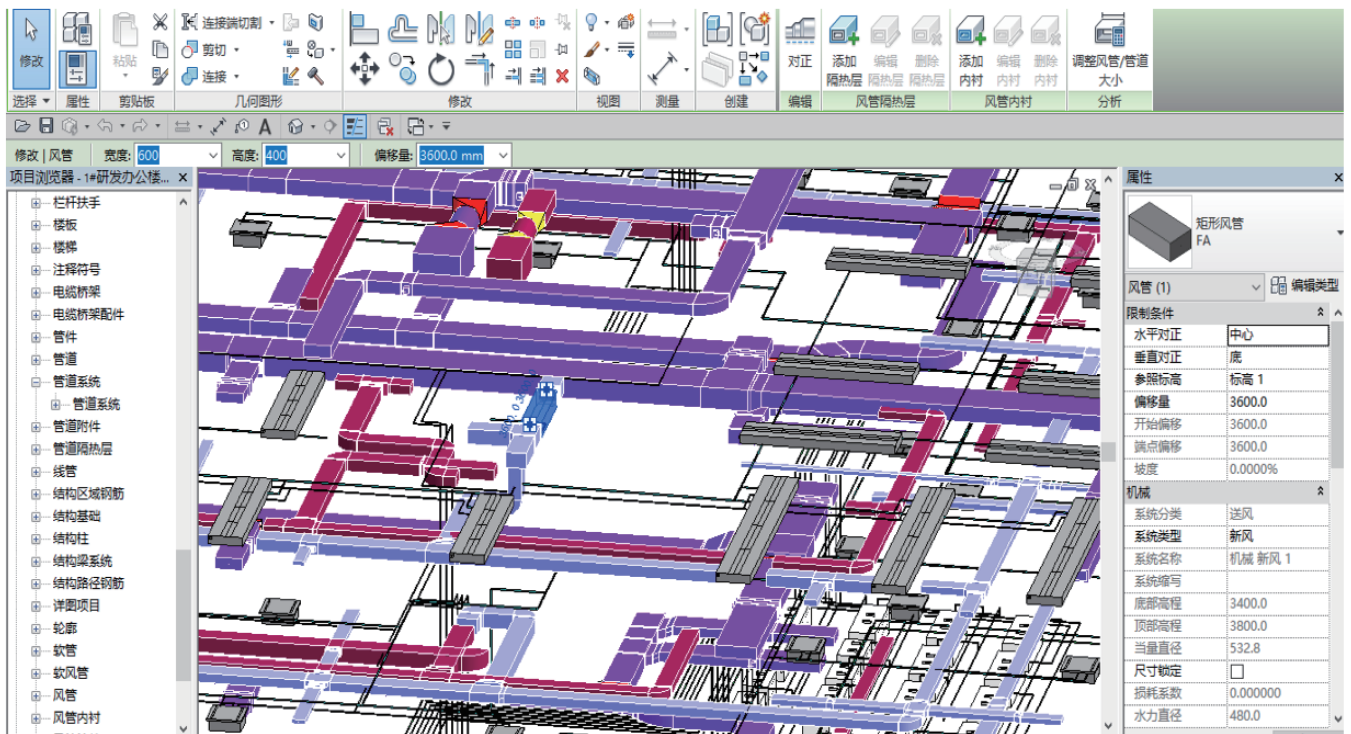 连接端切割
修改
粘贴
剪切
连接
对正
添加 编辑 删除
隔热层 隔热层 隔热层
添加 编辑 删除
内衬 内衬 内衬
调整风管/管道
大小
选择 属性 剪贴板 几何图形 修改 视图 测量 创建 编辑 风管隔热层 风管内衬 分析
修改 | 风管 宽度: 600 高度: 400 偏移量: 3600.0 mm
项目浏览器 - 1#研发办公楼...
栏杆扶手
楼板
楼梯
注释符号
电缆桥架
电缆桥架配件
管件
管道
管道系统
管道系统
管道附件
管道隔热层
线管
结构区域钢筋
结构基础
结构柱
结构梁系统
结构路径钢筋
详图项目
轮廓
软管
软风管
风管
风管内衬
属性
矩形风管
FA
风管 (1) 编辑类型
限制条件
水平对正 中心
垂直对正 底
参照标高 标高 1
偏移量 3600.0
开始偏移 3600.0
端点偏移 3600.0
坡度 0.0000%
机械
系统分类 送风
系统类型 新风
系统名称 机械 新风 1
系统缩写
底部高程 3400.0
顶部高程 3800.0
当量直径 532.8
尺寸锁定
损耗系数 0.000000
水力直径 480.0